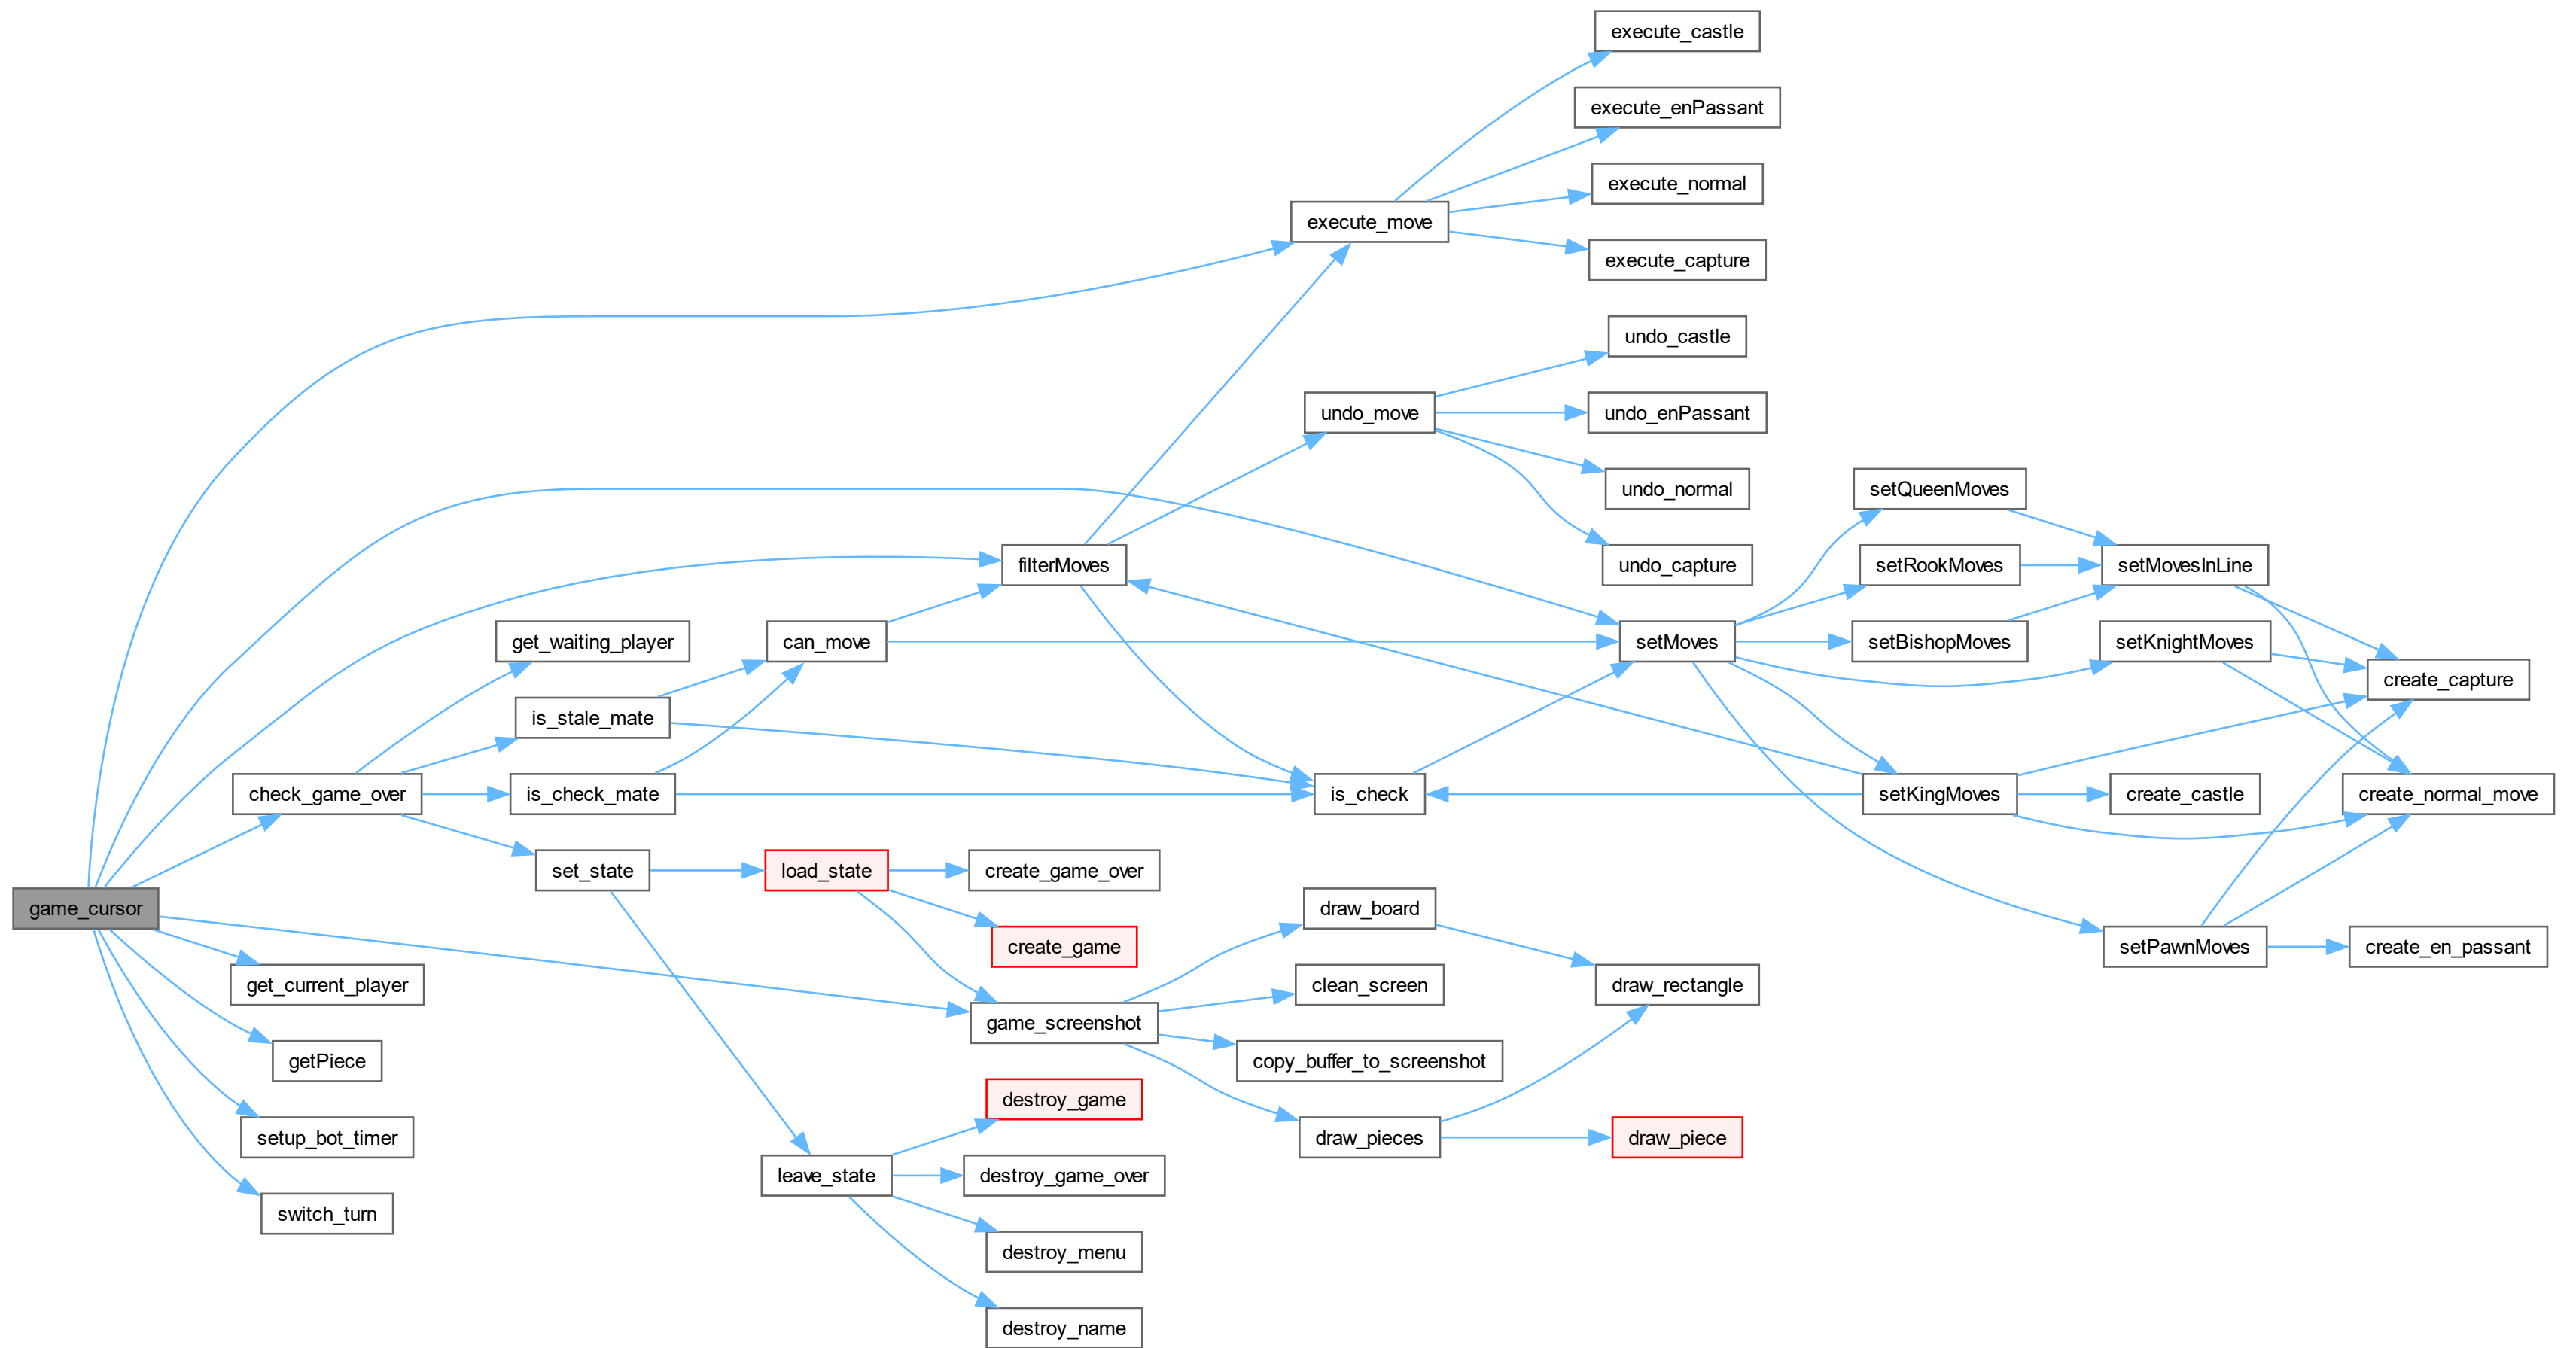 execute_castle
execute_enPassant
execute_normal
execute_move
execute_capture
undo_castle
undo_move
undo_enPassant
undo_normal
setQueenMoves
filterMoves
undo_capture
setRookMoves
setMovesInLine
get_waiting_player
can_move
setMoves
setBishopMoves
setKnightMoves
create_capture
is_stale_mate
check_game_over
is_check_mate
is_check
setKingMoves
create_castle
create_normal_move
set_state
load_state
create_game_over
game_cursor
draw_board
create_game
setPawnMoves
create_en_passant
get_current_player
clean_screen
draw_rectangle
game_screenshot
getPiece
copy_buffer_to_screenshot
destroy_game
setup_bot_timer
draw_pieces
draw_piece
leave_state
destroy_game_over
switch_turn
destroy_menu
destroy_name